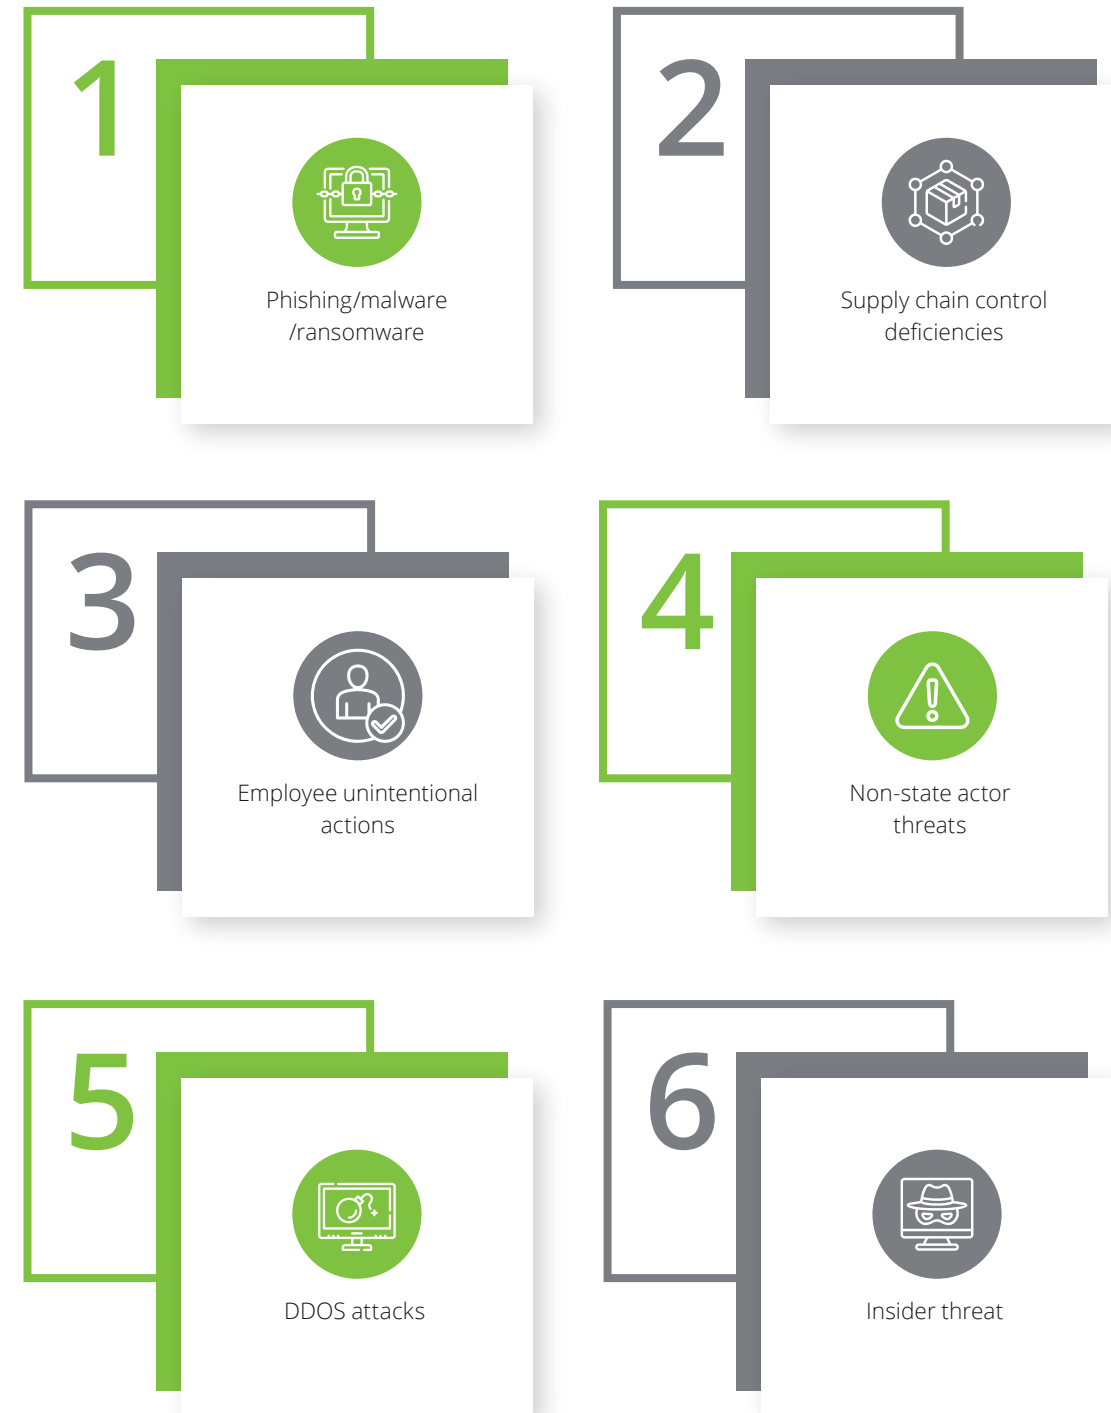 1
Phishing/malware
/ransomware
2
Supply chain control
deficiencies
3
Employee unintentional
actions
4
Non-state actor
threats
5
DDOS attacks
6
Insider threat